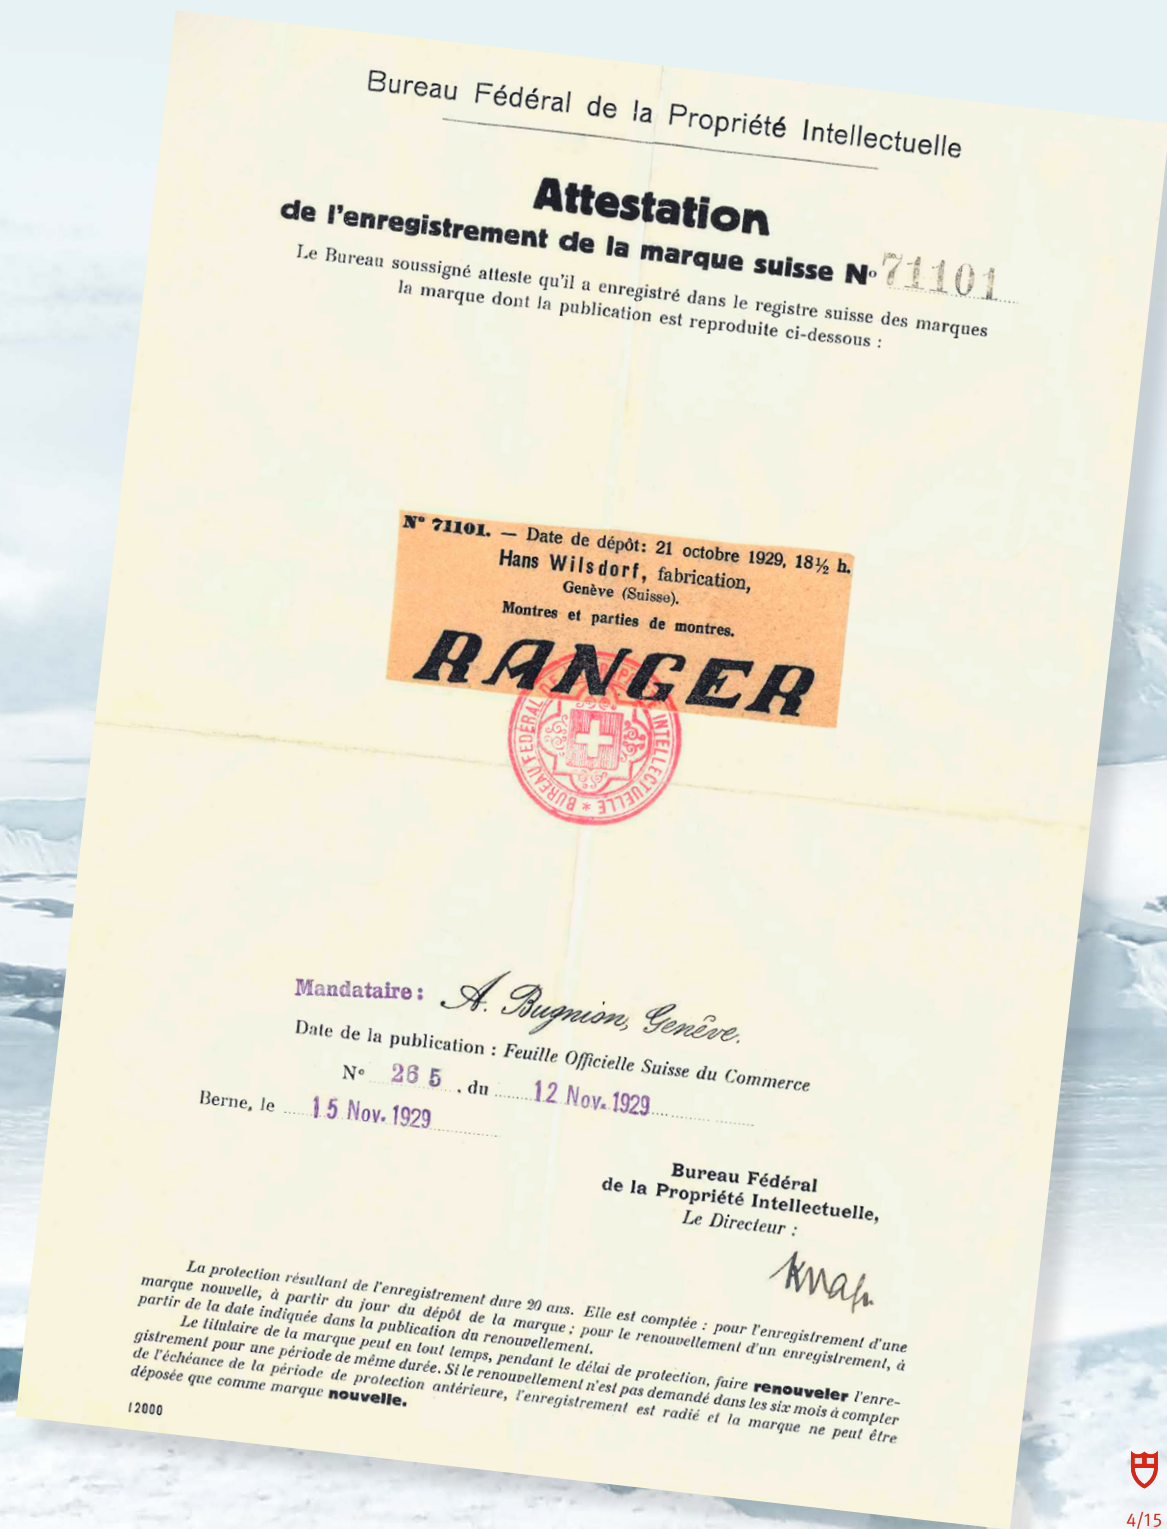 Bureau Fédéral de la Propriété Intellectuelle
Attestation
de l'enregistrement de la marque suisse Nº 71101
Le Bureau soussigné atteste qu'il a enregistré dans le registre suisse des marques
la marque dont la publication est reproduite ci-dessous :
Nº 71101. — Date de dépôt: 21 octobre 1929, 18½ h.
Hans Wilsdorf, fabrication,
Genève (Suisse).
Montres et parties de montres.
RANGER
BUREAU FEDERAL DE LA PROPRIETE INTELLECTUELLE *
Mandataire : A. Bugnion, Genève.
Date de la publication : Feuille Officielle Suisse du Commerce
Nº 265, du 12 Nov. 1929
Berne, le 15 Nov. 1929
Bureau Fédéral
de la Propriété Intellectuelle,
Le Directeur :
La protection résultant de l'enregistrement dure 20 ans. Elle est comptée : pour l'enregistrement d'une
marque nouvelle, à partir du jour du dépôt de la marque ; pour le renouvellement d'un enregistrement, à
partir de la date indiquée dans la publication du renouvellement.
Le titulaire de la marque peut en tout temps, pendant le délai de protection, faire renouveler l'enre-
gistrement pour une période de même durée. Si le renouvellement n'est pas demandé dans les six mois à compter
de l'échéance de la période de protection antérieure, l'enregistrement est radié et la marque ne peut être
déposée que comme marque nouvelle.
12000
4/15